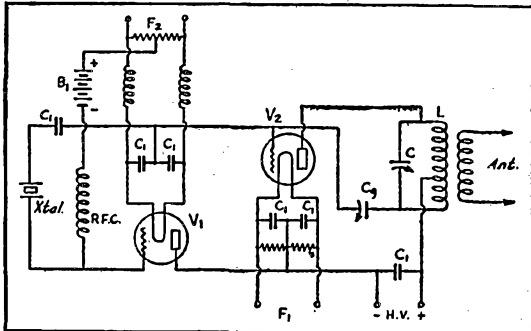 F2
+
B1
-
C1
C1
C1
Xtal.
R.F.C.
V1
V2
L
C
Ant.
Cg
C1
C1
C1
F1
- H.V. +